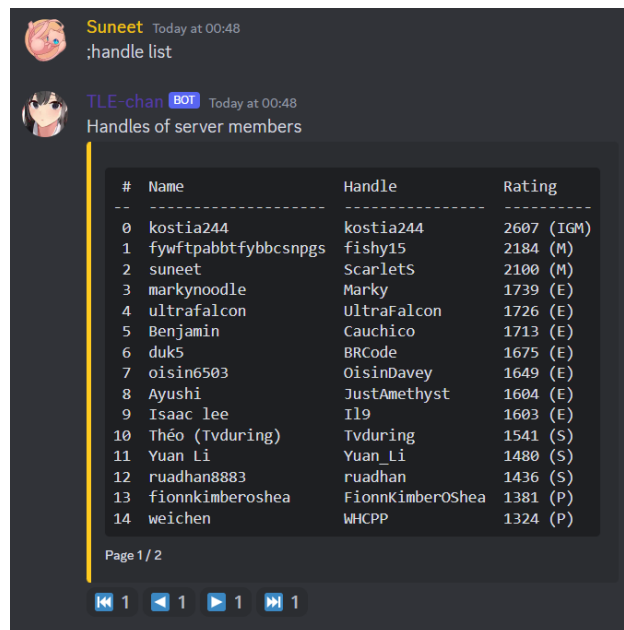 Suneet Today at 00:48
;handle list
TLE-chan BOT Today at 00:48
Handles of server members
# Name Handle Rating
-- -------------------- ---------------- ----------
0 kostia244 kostia244 2607 (IGM)
1 fywftpabbtfybbcsnpgs fishy15 2184 (M)
2 suneet ScarletS 2100 (M)
3 markynoodle Marky 1739 (E)
4 ultrafalcon UltraFalcon 1726 (E)
5 Benjamin Cauchico 1713 (E)
6 duk5 BRCode 1675 (E)
7 oisin6503 OisinDavey 1649 (E)
8 Ayushi JustAmethyst 1604 (E)
9 Isaac lee Il9 1603 (E)
10 Théo (Tvduring) Tvduring 1541 (S)
11 Yuan Li Yuan_Li 1480 (S)
12 ruadhan8883 ruadhan 1436 (S)
13 fionnkimberoshea FionnKimberOShea 1381 (P)
14 weichen WHCPP 1324 (P)
Page 1 / 2
1 1 1 1